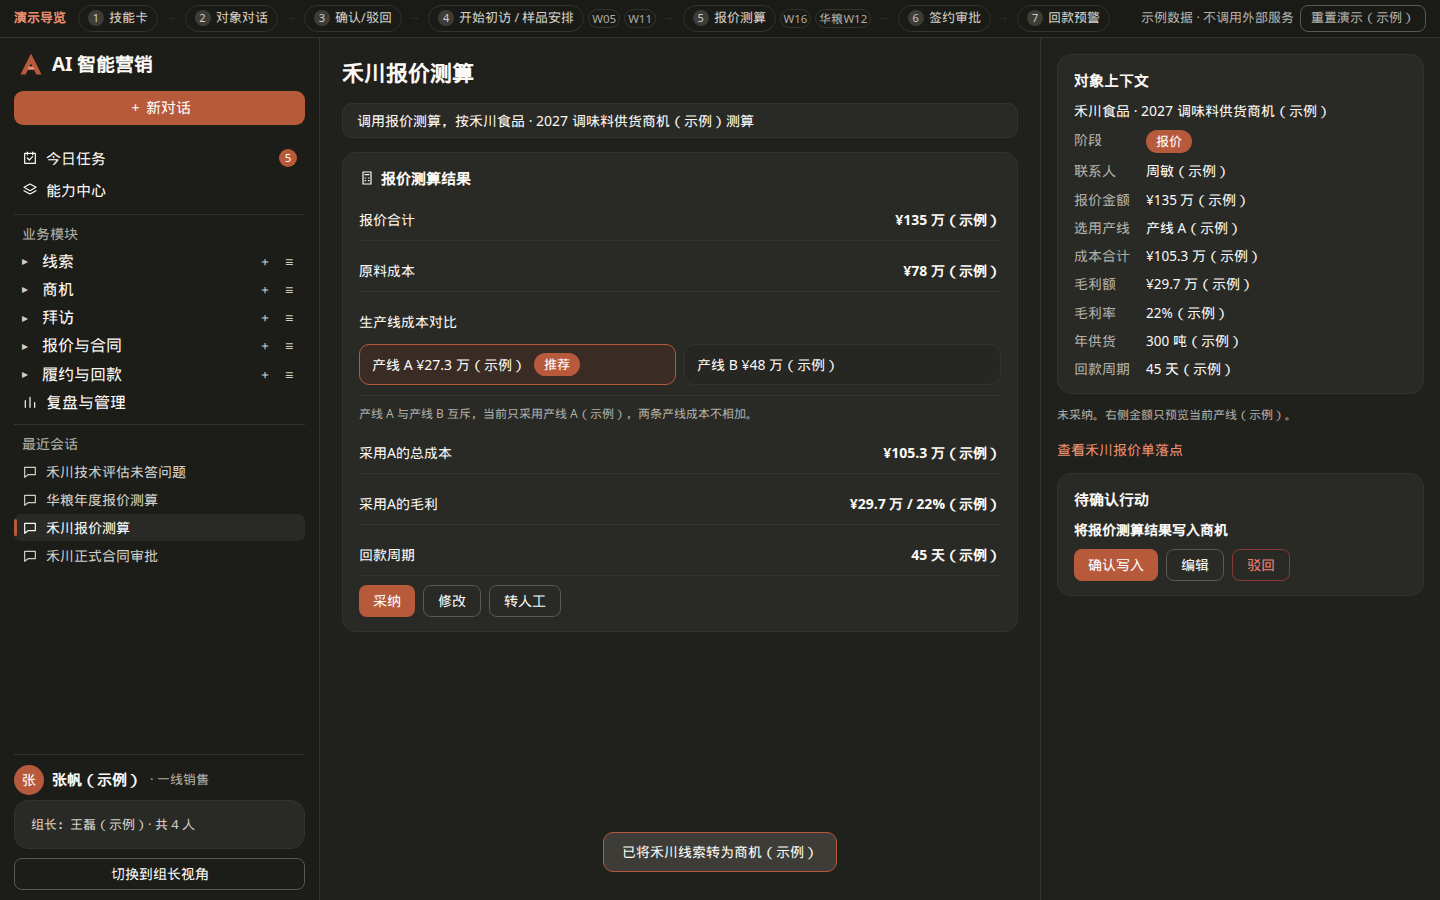 演示导览 1 技能卡 → 2 对象对话 → 3 确认/驳回 → 4 开始初访 / 样品安排 W05 W11 → 5 报价测算 W16 华粮W12 → 6 签约审批 → 7 回款预警 示例数据 · 不调用外部服务 重置演示（示例）
AI 智能营销
+ 新对话
今日任务 5
能力中心
业务模块
▸ 线索 + ≡
▸ 商机 + ≡
▸ 拜访 + ≡
▸ 报价与合同 + ≡
▸ 履约与回款 + ≡
复盘与管理
最近会话
禾川技术评估未答问题
华粮年度报价测算
禾川报价测算
禾川正式合同审批
张 张帆（示例） · 一线销售
组长：王磊（示例）· 共 4 人
切换到组长视角
禾川报价测算
调用报价测算，按禾川食品 · 2027 调味料供货商机（示例）测算
报价测算结果
报价合计 ¥135 万（示例）
原料成本 ¥78 万（示例）
生产线成本对比
产线 A ¥27.3 万（示例） 推荐 产线 B ¥48 万（示例）
产线 A 与产线 B 互斥，当前只采用产线 A（示例），两条产线成本不相加。
采用A的总成本 ¥105.3 万（示例）
采用A的毛利 ¥29.7 万 / 22%（示例）
回款周期 45 天（示例）
采纳 修改 转人工
已将禾川线索转为商机（示例）
对象上下文
禾川食品 · 2027 调味料供货商机（示例）
阶段 报价
联系人 周敏（示例）
报价金额 ¥135 万（示例）
选用产线 产线 A（示例）
成本合计 ¥105.3 万（示例）
毛利额 ¥29.7 万（示例）
毛利率 22%（示例）
年供货 300 吨（示例）
回款周期 45 天（示例）
未采纳。右侧金额只预览当前产线（示例）。
查看禾川报价单落点
待确认行动
将报价测算结果写入商机
确认写入 编辑 驳回